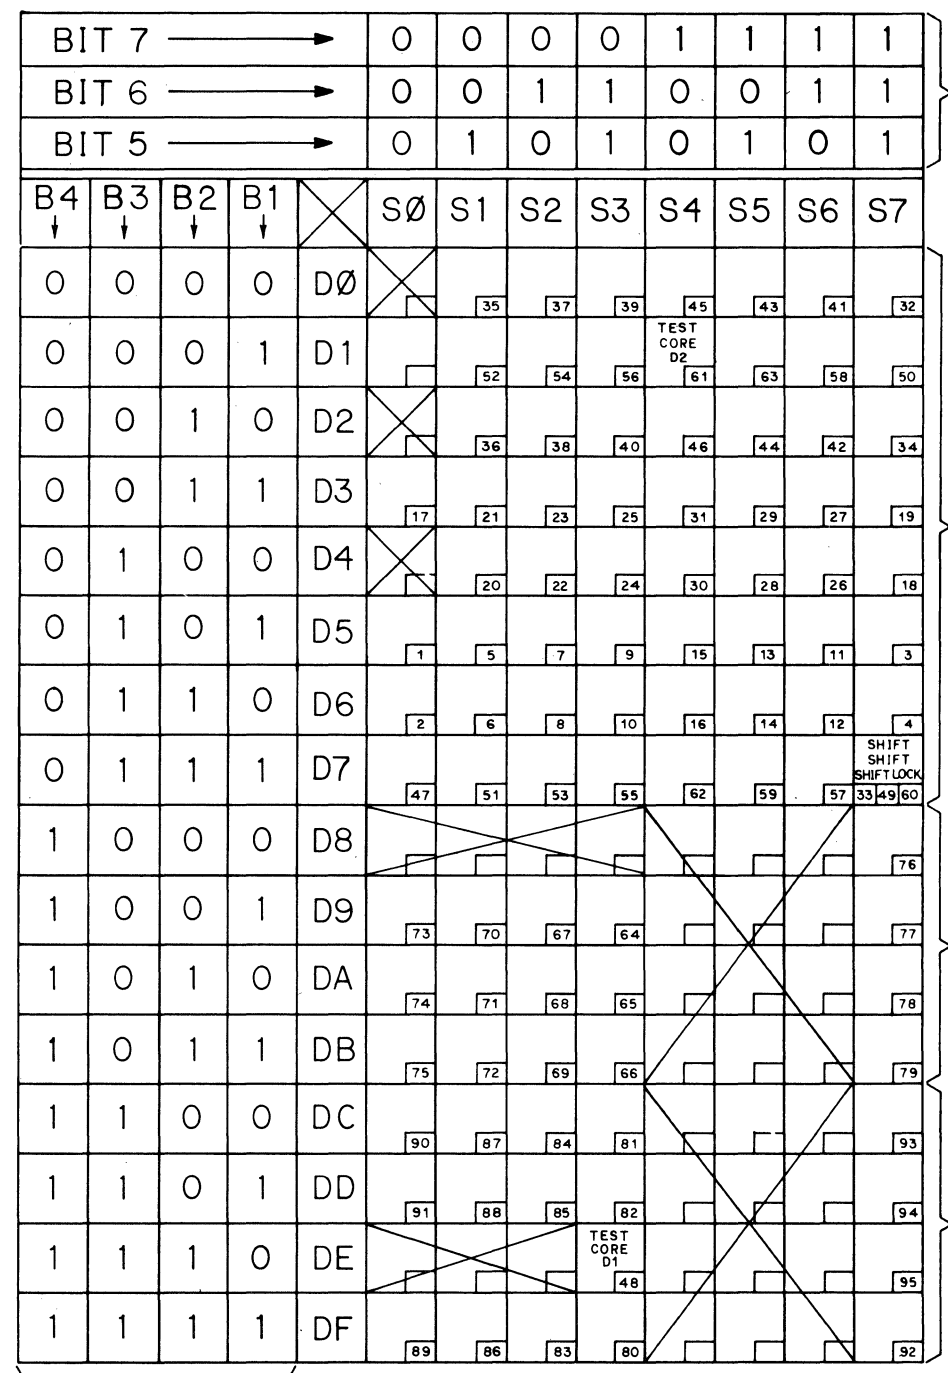 BIT 7 0 0 0 0 1 1 1 1
BIT 6 0 0 1 1 0 0 1 1
BIT 5 0 1 0 1 0 1 0 1
B4 B3 B2 B1 SØ S1 S2 S3 S4 S5 S6 S7
0 0 0 0 DØ 35 37 39 45 43 41 32
TEST
CORE
D2
0 0 0 1 D1 52 54 56 61 63 58 50
0 0 1 0 D2 36 38 40 46 44 42 34
0 0 1 1 D3 17 21 23 25 31 29 27 19
0 1 0 0 D4 20 22 24 30 28 26 18
0 1 0 1 D5 1 5 7 9 15 13 11 3
0 1 1 0 D6 2 6 8 10 16 14 12 4
SHIFT
SHIFT
SHIFT LOCK
0 1 1 1 D7 47 51 53 55 62 59 57 33 49 60
1 0 0 0 D8 76
1 0 0 1 D9 73 70 67 64 77
1 0 1 0 DA 74 71 68 65 78
1 0 1 1 DB 75 72 69 66 79
1 1 0 0 DC 90 87 84 81 93
1 1 0 1 DD 91 88 85 82 94
TEST
CORE
D1
1 1 1 0 DE 48 95
1 1 1 1 DF 89 86 83 80 92